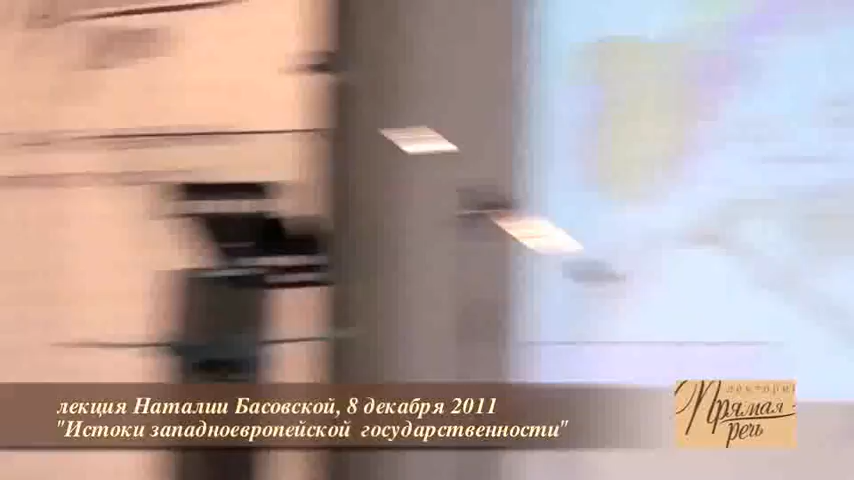 лекция Наталии Басовской, 8 декабря 2011
"Истоки западноевропейской государственности"
лекторий
Прямая
речь